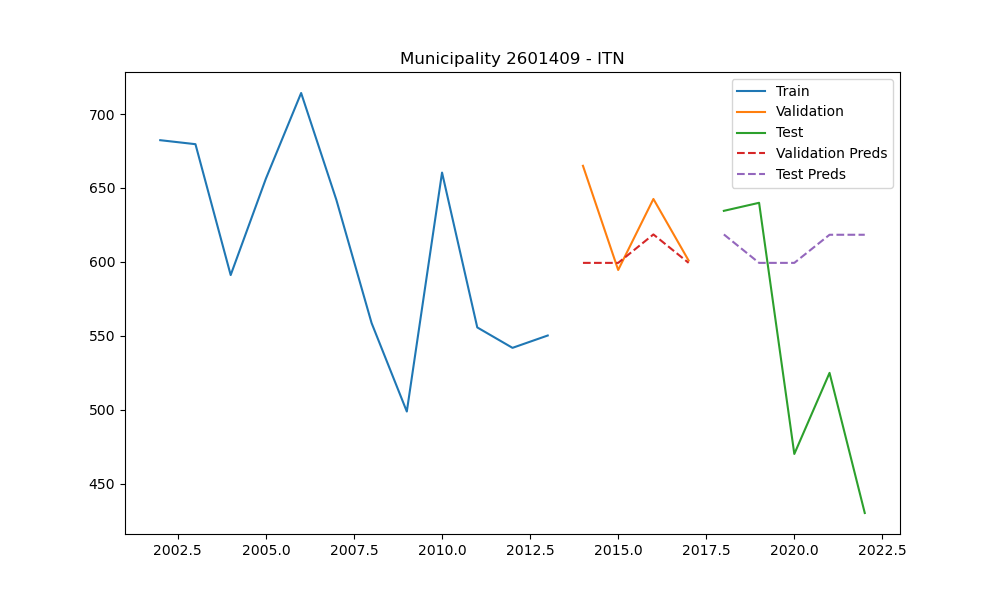 Municipality 2601409 - ITN
Train
Validation
Test
Validation Preds
Test Preds
700
650
600
550
500
450
2002.5 2005.0 2007.5 2010.0 2012.5 2015.0 2017.5 2020.0 2022.5